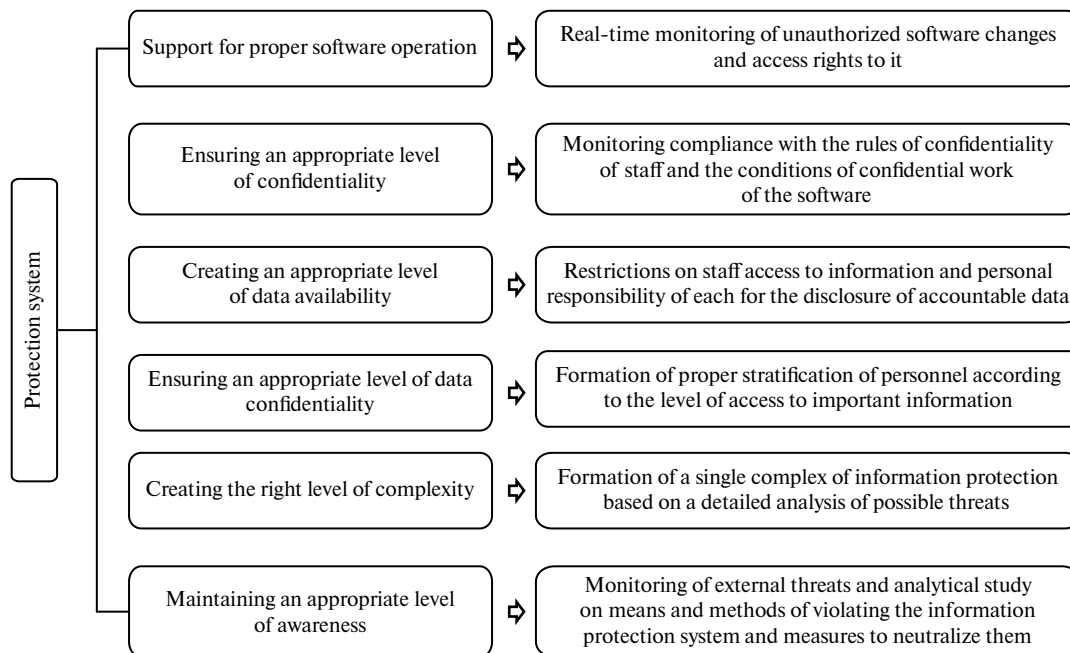 Protection system
Support for proper software operation
Real-time monitoring of unauthorized software changes
and access rights to it
Ensuring an appropriate level
of confidentiality
Monitoring compliance with the rules of confidentiality
of staff and the conditions of confidential work
of the software
Creating an appropriate level
of data availability
Restrictions on staff access to information and personal
responsibility of each for the disclosure of accountable data
Ensuring an appropriate level of data
confidentiality
Formation of proper stratification of personnel according
to the level of access to important information
Creating the right level of complexity
Formation of a single complex of information protection
based on a detailed analysis of possible threats
Maintaining an appropriate level
of awareness
Monitoring of external threats and analytical study
on means and methods of violating the information
protection system and measures to neutralize them